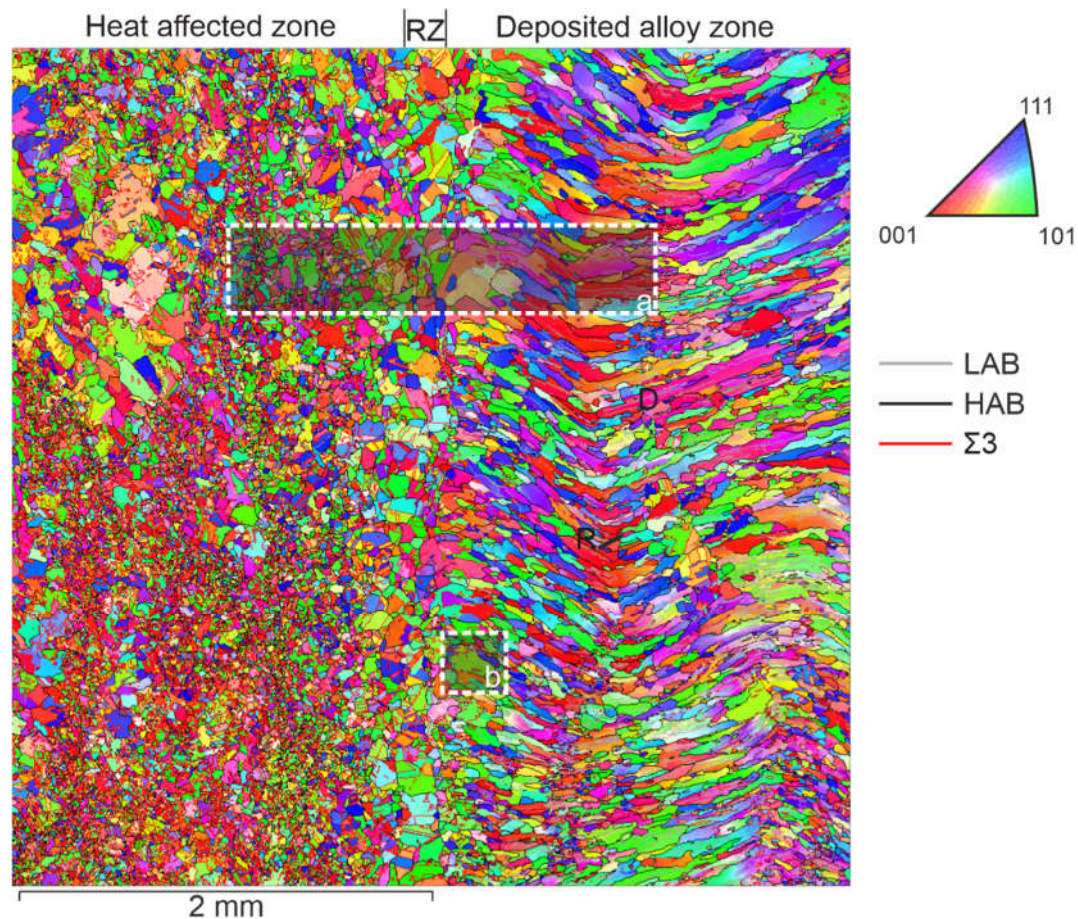 Heat affected zone
RZ
Deposited alloy zone
111
001
101
a
LAB
HAB
Σ3
D
R
b
2 mm